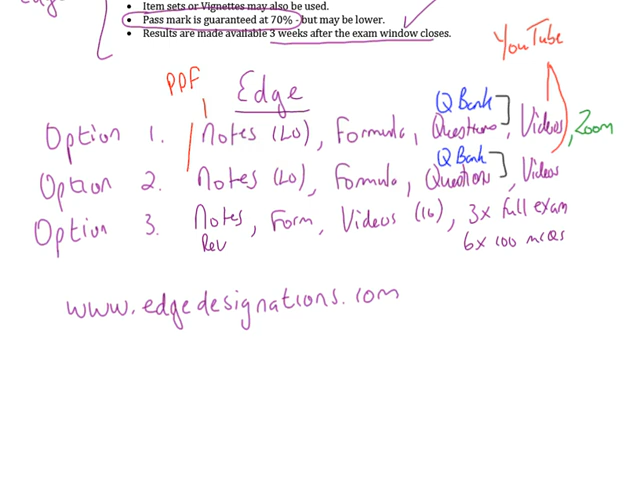 Edge
• Item sets or Vignettes may also be used.
• Pass mark is guaranteed at 70% - but may be lower.
• Results are made available 3 weeks after the exam window closes.
YouTube
PDF
Edge
Q Bank
Option 1. Notes (LO), Formula, Questions, Videos, Zoom
Q Bank
Option 2. Notes (LO), Formula, Question, Videos
Option 3. Notes, Form, Videos (16), 3x full exam
Rev 6x 100 mcqs
www.edgedesignations.com